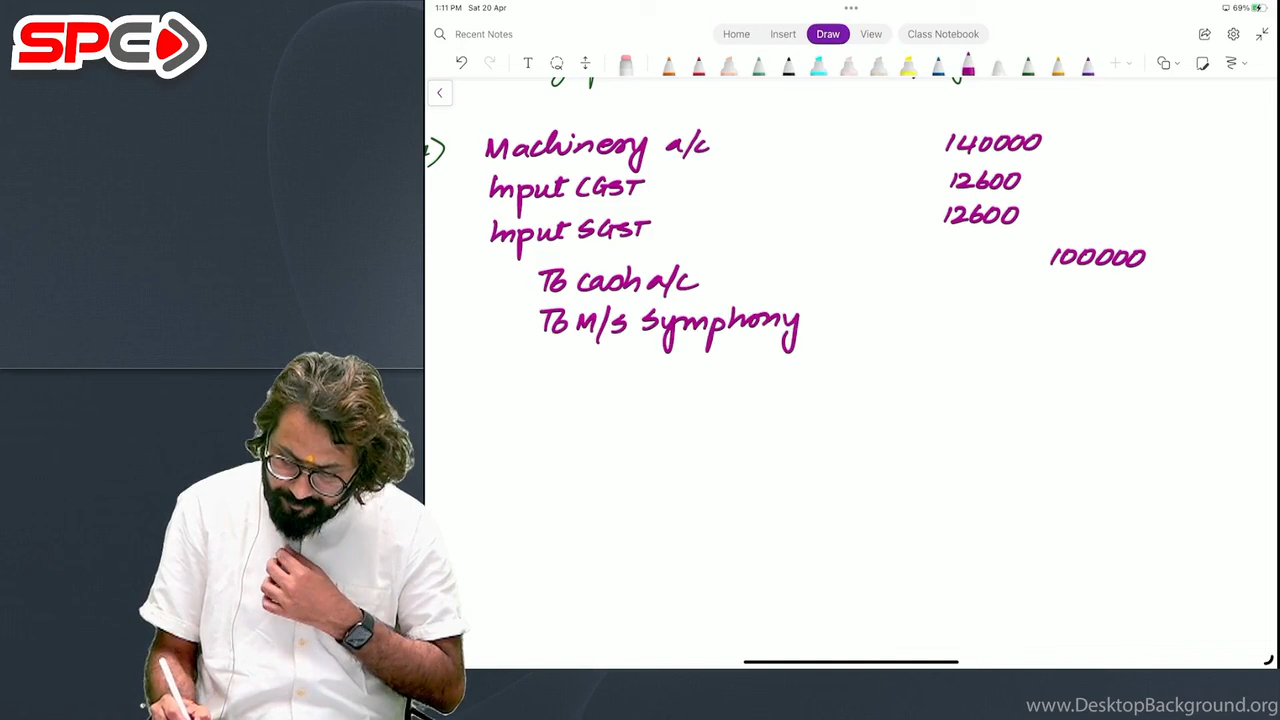 SPC
1:11 PM Sat 20 Apr
69%
Recent Notes
Home Insert Draw View Class Notebook
T
Machinery a/c 140000
Input CGST 12600
Input SGST 12600
100000
To cash a/c
To M/s Symphony
www.DesktopBackground.org